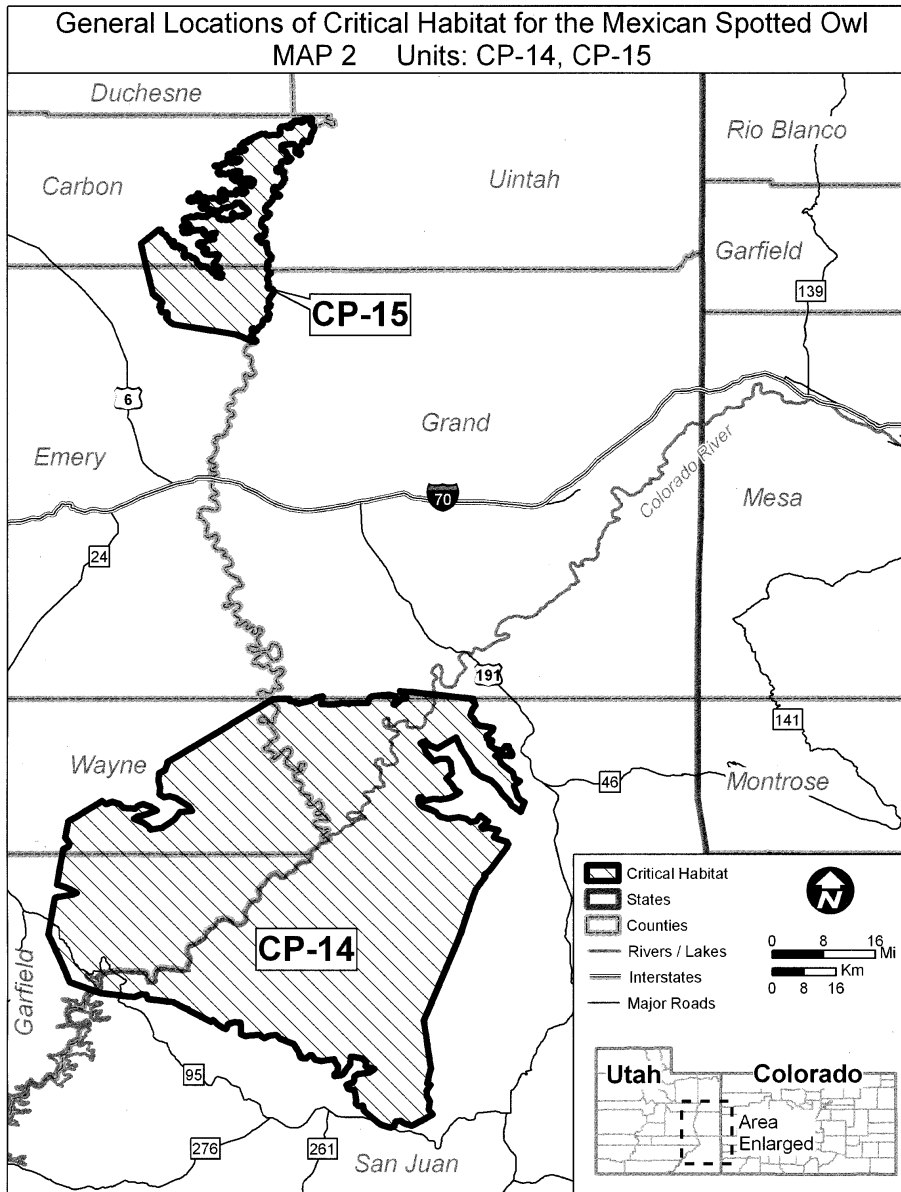 General Locations of Critical Habitat for the Mexican Spotted Owl
MAP 2 Units: CP-14, CP-15
Duchesne
Rio Blanco
Carbon
Uintah
Garfield
139
CP-15
6
Grand
Emery
Colorado River
70
Mesa
24
191
141
Wayne
46
Montrose
Critical Habitat
States
Counties
Rivers / Lakes
Interstates
Major Roads
N
0 8 16
Mi
Km
0 8 16
CP-14
Garfield
95
276
261
San Juan
Utah
Colorado
Area
Enlarged